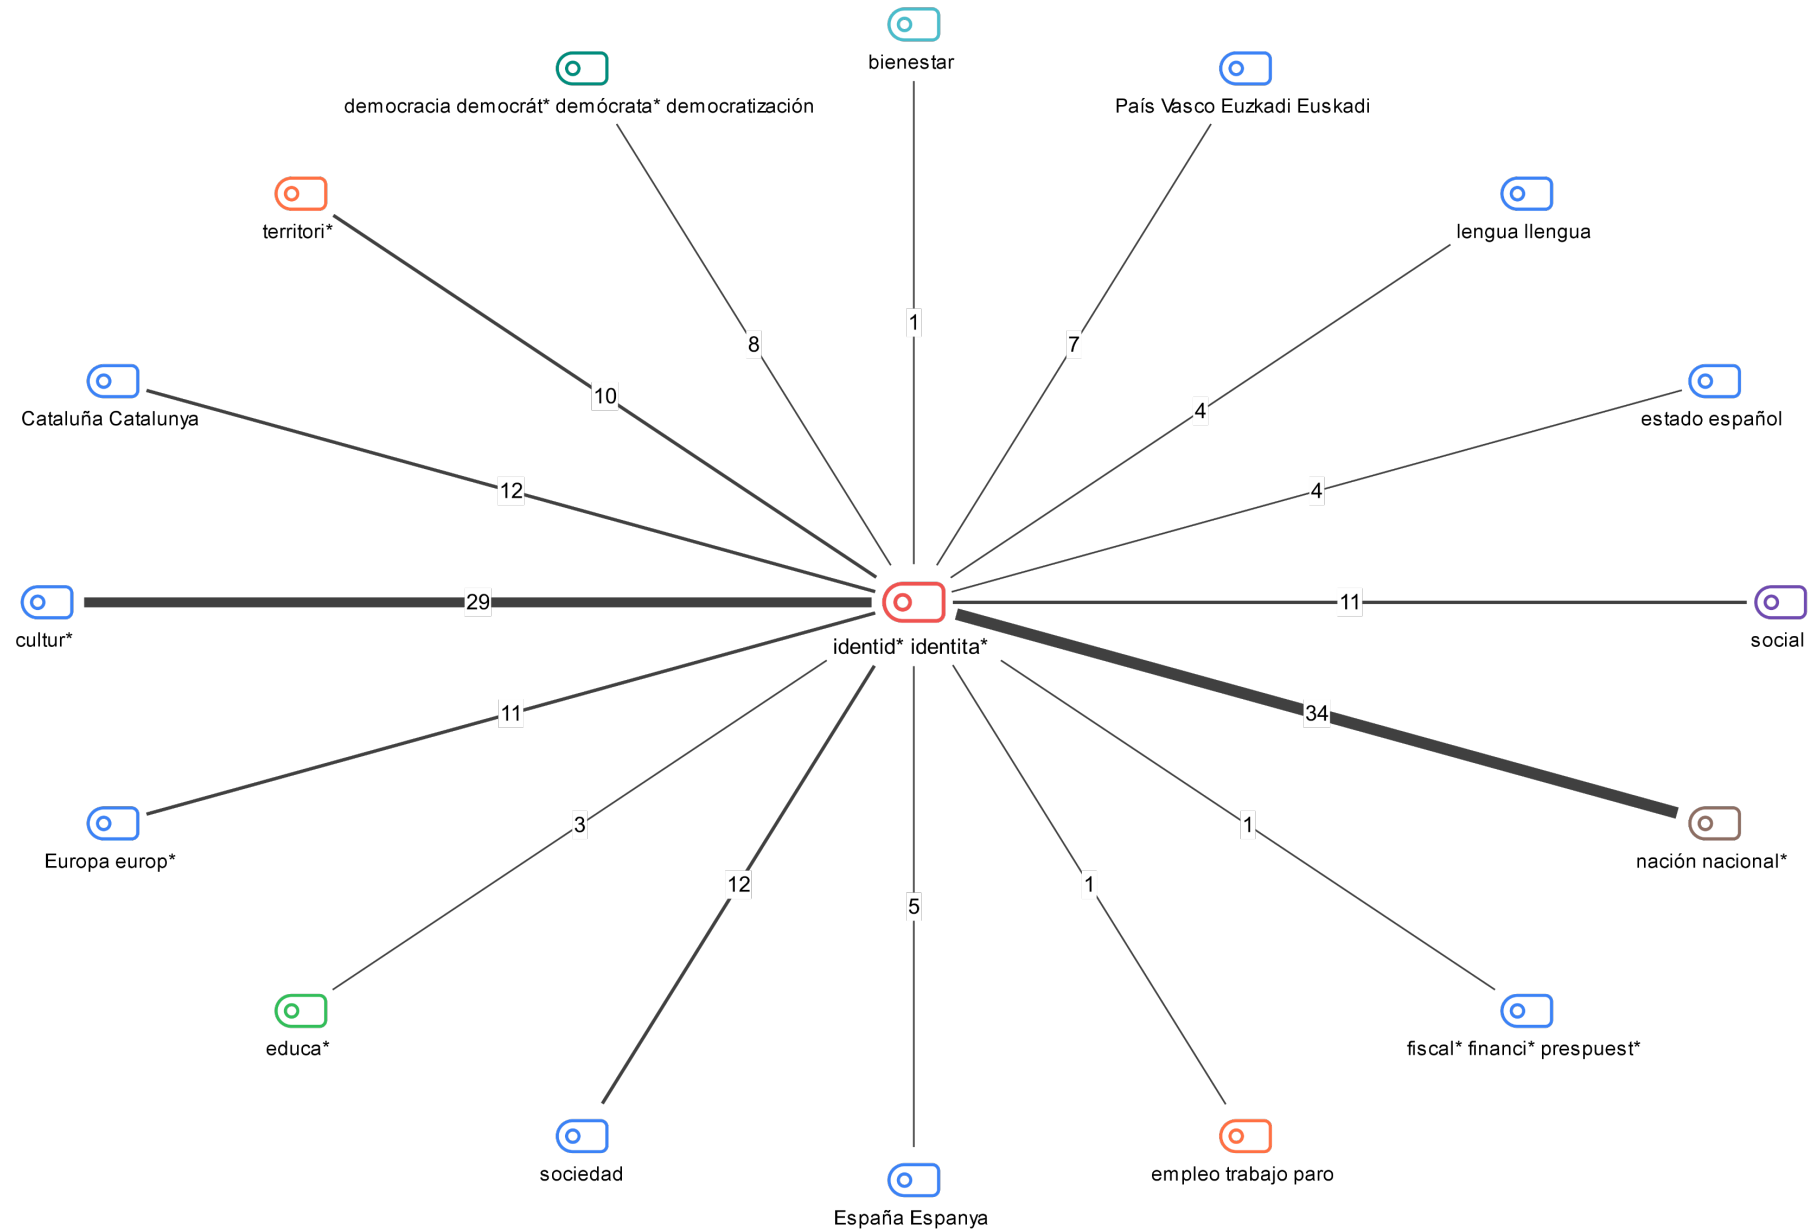 bienestar
democracia democrát* demócrata* democratización
País Vasco Euzkadi Euskadi
territori*
lengua llengua
1
8
7
Cataluña Catalunya
10
4
estado español
12
4
cultur*
29
11
social
identid* identita*
11
34
Europa europ*
3
1
nación nacional*
12
1
5
educa*
fiscal* financi* prespuest*
sociedad
empleo trabajo paro
España Espanya